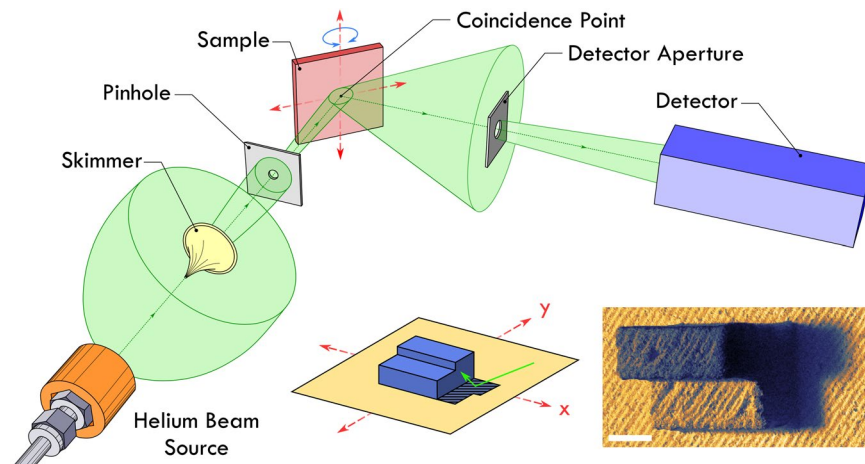 Coincidence Point
Sample
Detector Aperture
Pinhole
Detector
Skimmer
y
x
Helium Beam
Source